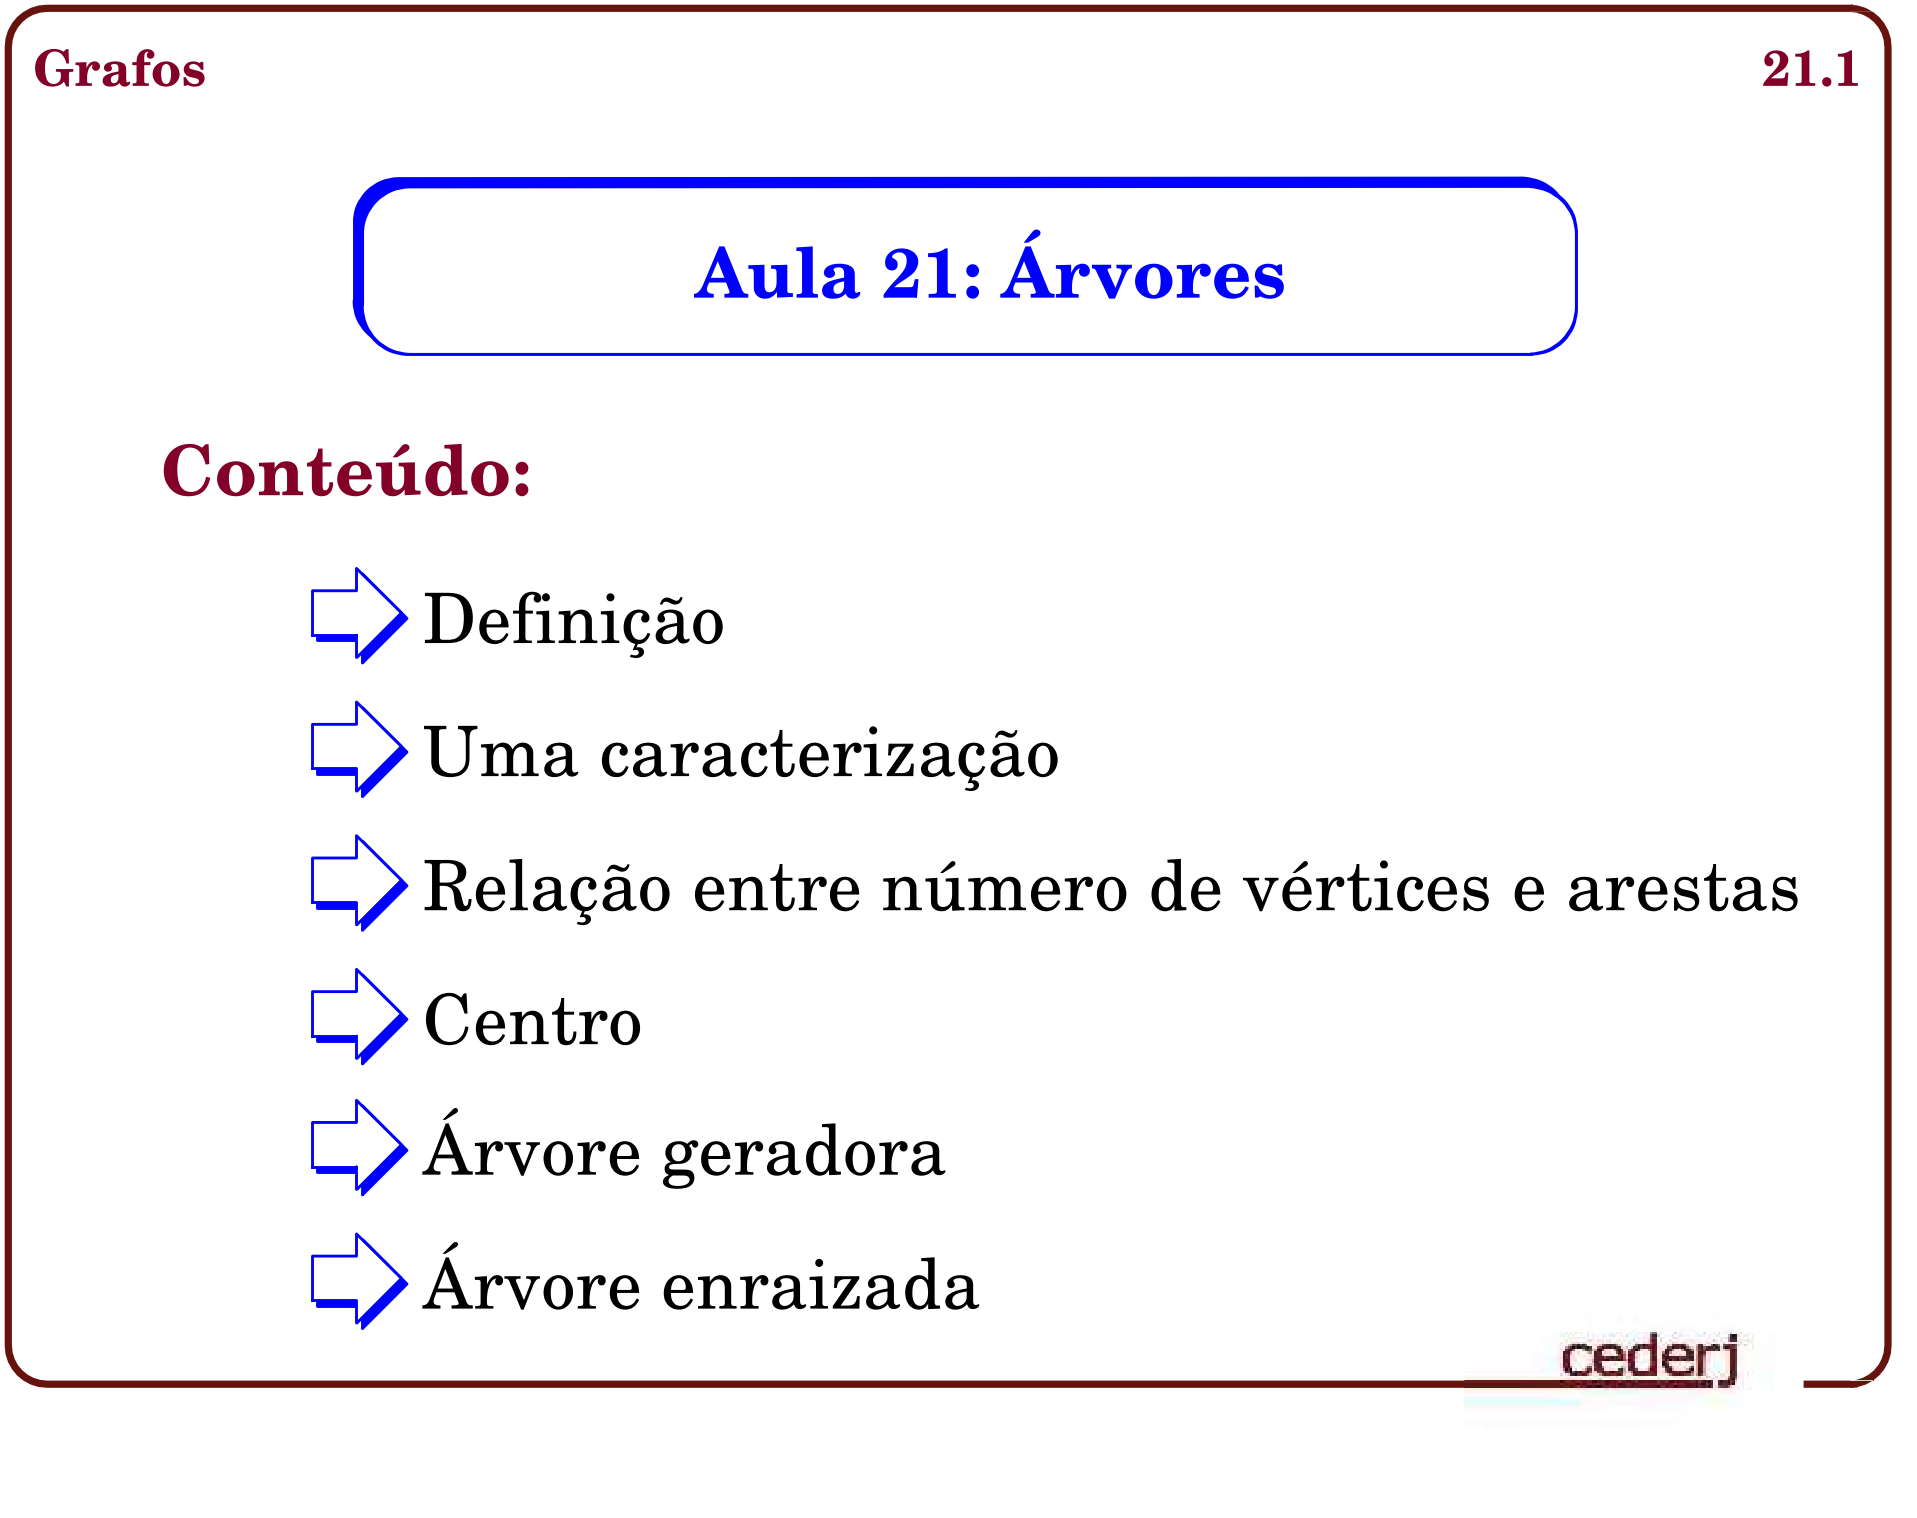 Grafos
21.1
Aula 21: Árvores
Conteúdo:
Definição
Uma caracterização
Relação entre número de vértices e arestas
Centro
Árvore geradora
Árvore enraizada
cederj